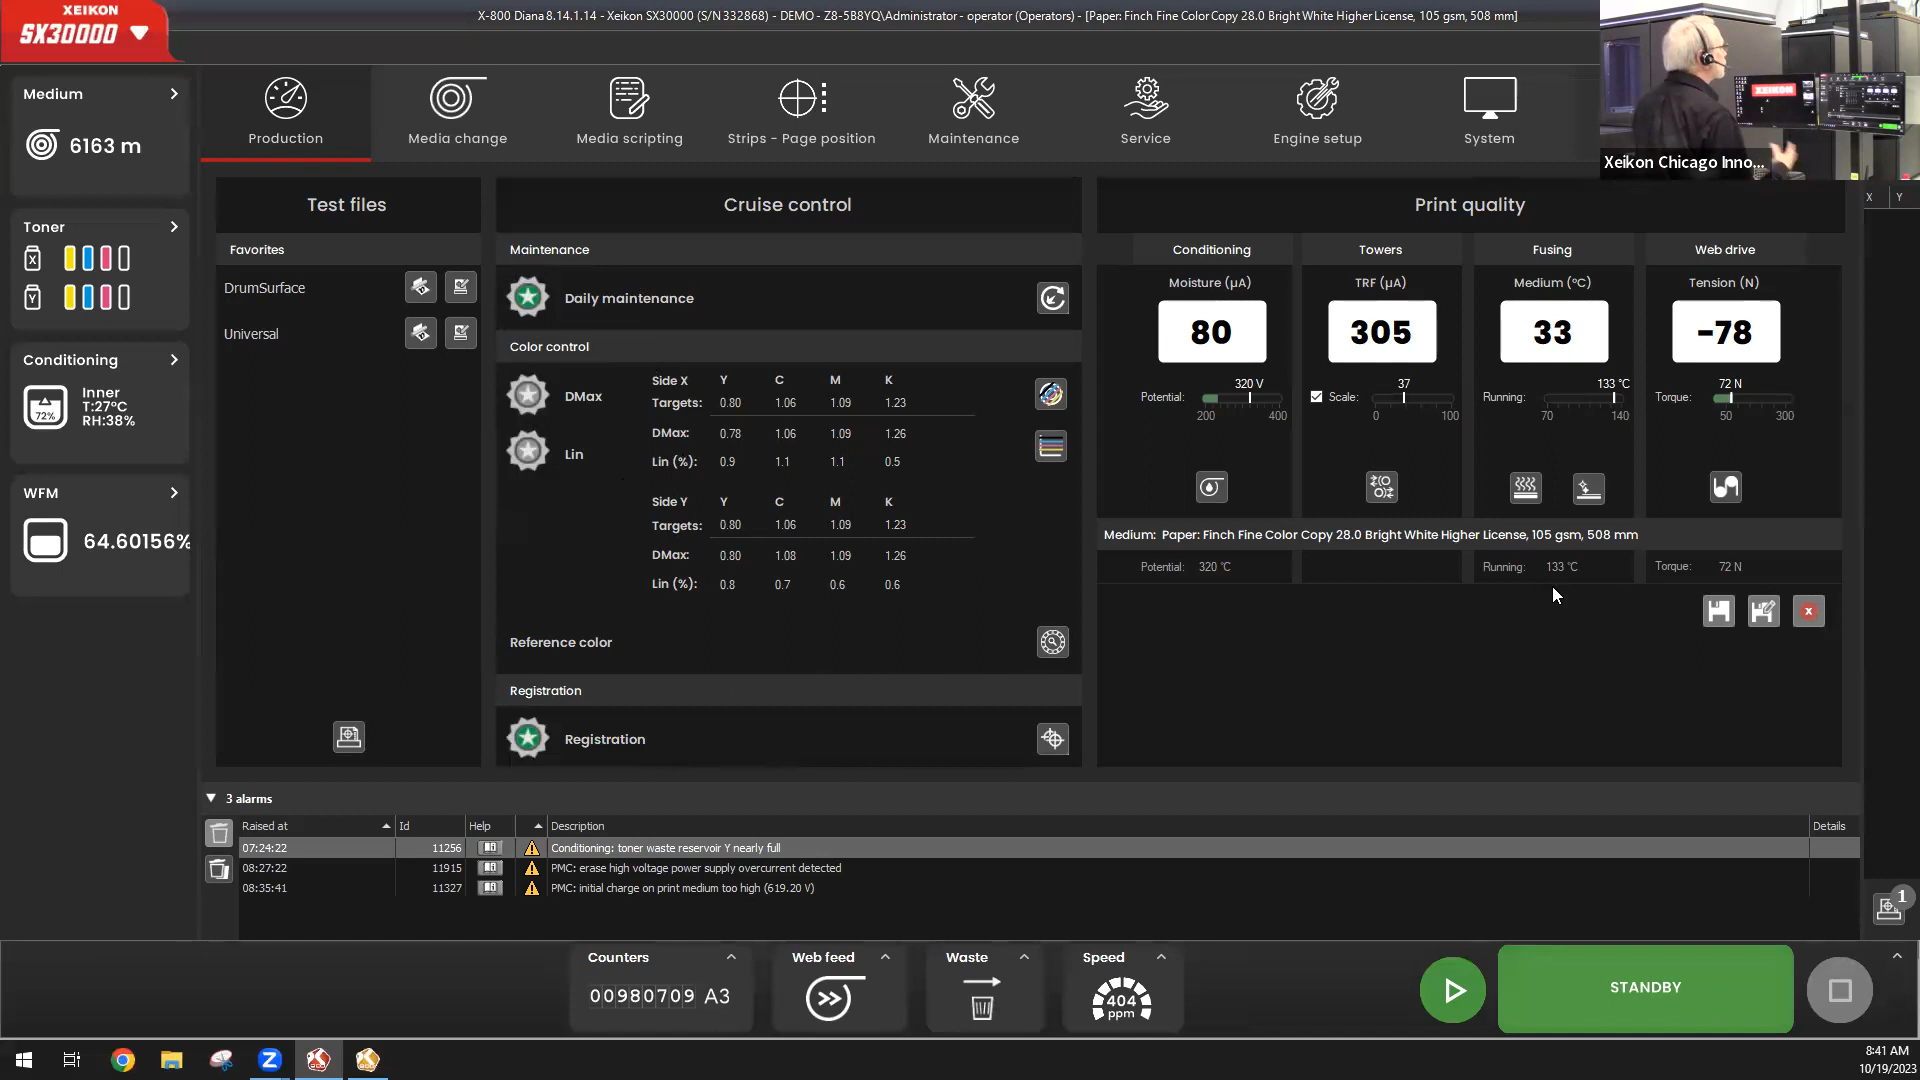 XEIKON
SX30000
X-800 Diana 8.14.1.14 - Xeikon SX30000 (S/N 332868) - DEMO - Z8-5B8YQ\Administrator - operator (Operators) - [Paper: Finch Fine Color Copy 28.0 Bright White Higher License, 105 gsm, 508 mm]
XEIKON
Xeikon Chicago Inno...
Production
Media change
Media scripting
Strips - Page position
Maintenance
Service
Engine setup
System
X Y
Medium
6163 m
Toner
X
Y
Conditioning
72%
Inner
T:27°C
RH:38%
WFM
64.60156%
Test files
Favorites
DrumSurface
Universal
Cruise control
Maintenance
Daily maintenance
Color control
DMax
Lin
Side X Y C M K
Targets: 0.80 1.06 1.09 1.23
DMax: 0.78 1.06 1.09 1.26
Lin (%): 0.9 1.1 1.1 0.5
Side Y Y C M K
Targets: 0.80 1.06 1.09 1.23
DMax: 0.80 1.08 1.09 1.26
Lin (%): 0.8 0.7 0.6 0.6
Reference color
Registration
Registration
Print quality
Conditioning Towers Fusing Web drive
Moisture (µA) TRF (µA) Medium (°C) Tension (N)
80 305 33 -78
320 V 37 133 °C 72 N
Potential: Scale: Running: Torque:
200 400 0 100 70 140 50 300
Medium: Paper: Finch Fine Color Copy 28.0 Bright White Higher License, 105 gsm, 508 mm
Potential: 320 °C Running: 133 °C Torque: 72 N
3 alarms
Raised at Id Help Description Details
07:24:22 11256 Conditioning: toner waste reservoir Y nearly full
08:27:22 11915 PMC: erase high voltage power supply overcurrent detected
08:35:41 11327 PMC: initial charge on print medium too high (619.20 V)
1
Counters
00980709 A3
Web feed
Waste
Speed
404
ppm
STANDBY
8:41 AM
10/19/2023